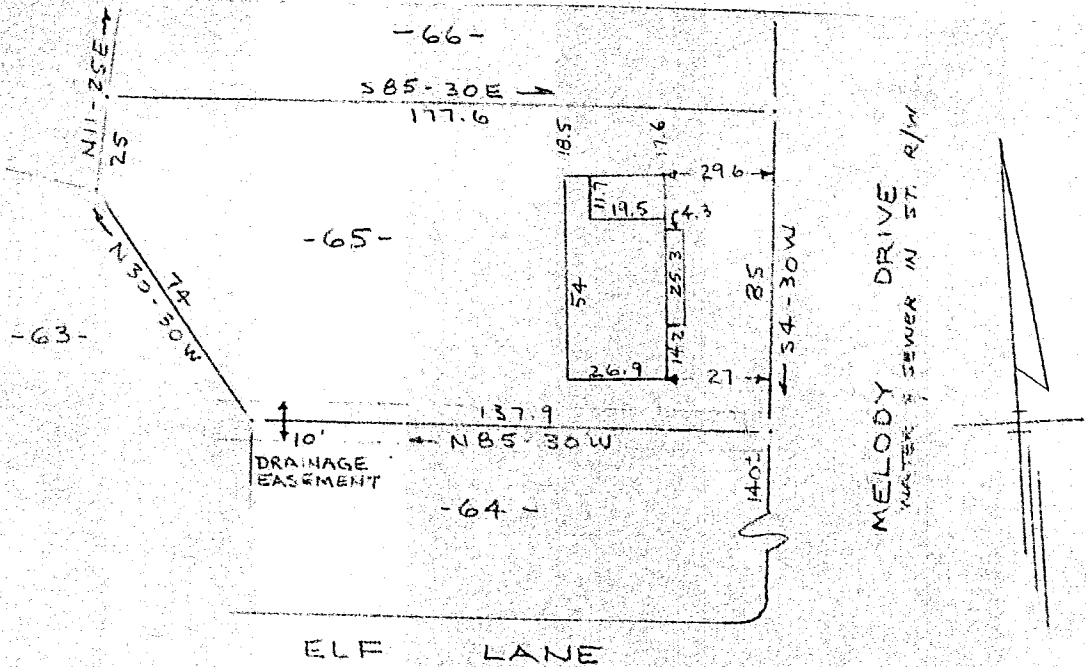 -66-
N11-25E
S85-30E
177.6
25
18.5
17.6
29.6
11.7
19.5
4.3
-65-
N 33-30W
74
54
25.3
85
S4-30W
-63-
14.2
26.9
27
137.9
N85-30W
10'
DRAINAGE
EASEMENT
140±
-64-
MELODY DRIVE
WATER & SEWER IN ST. R/W
ELF LANE